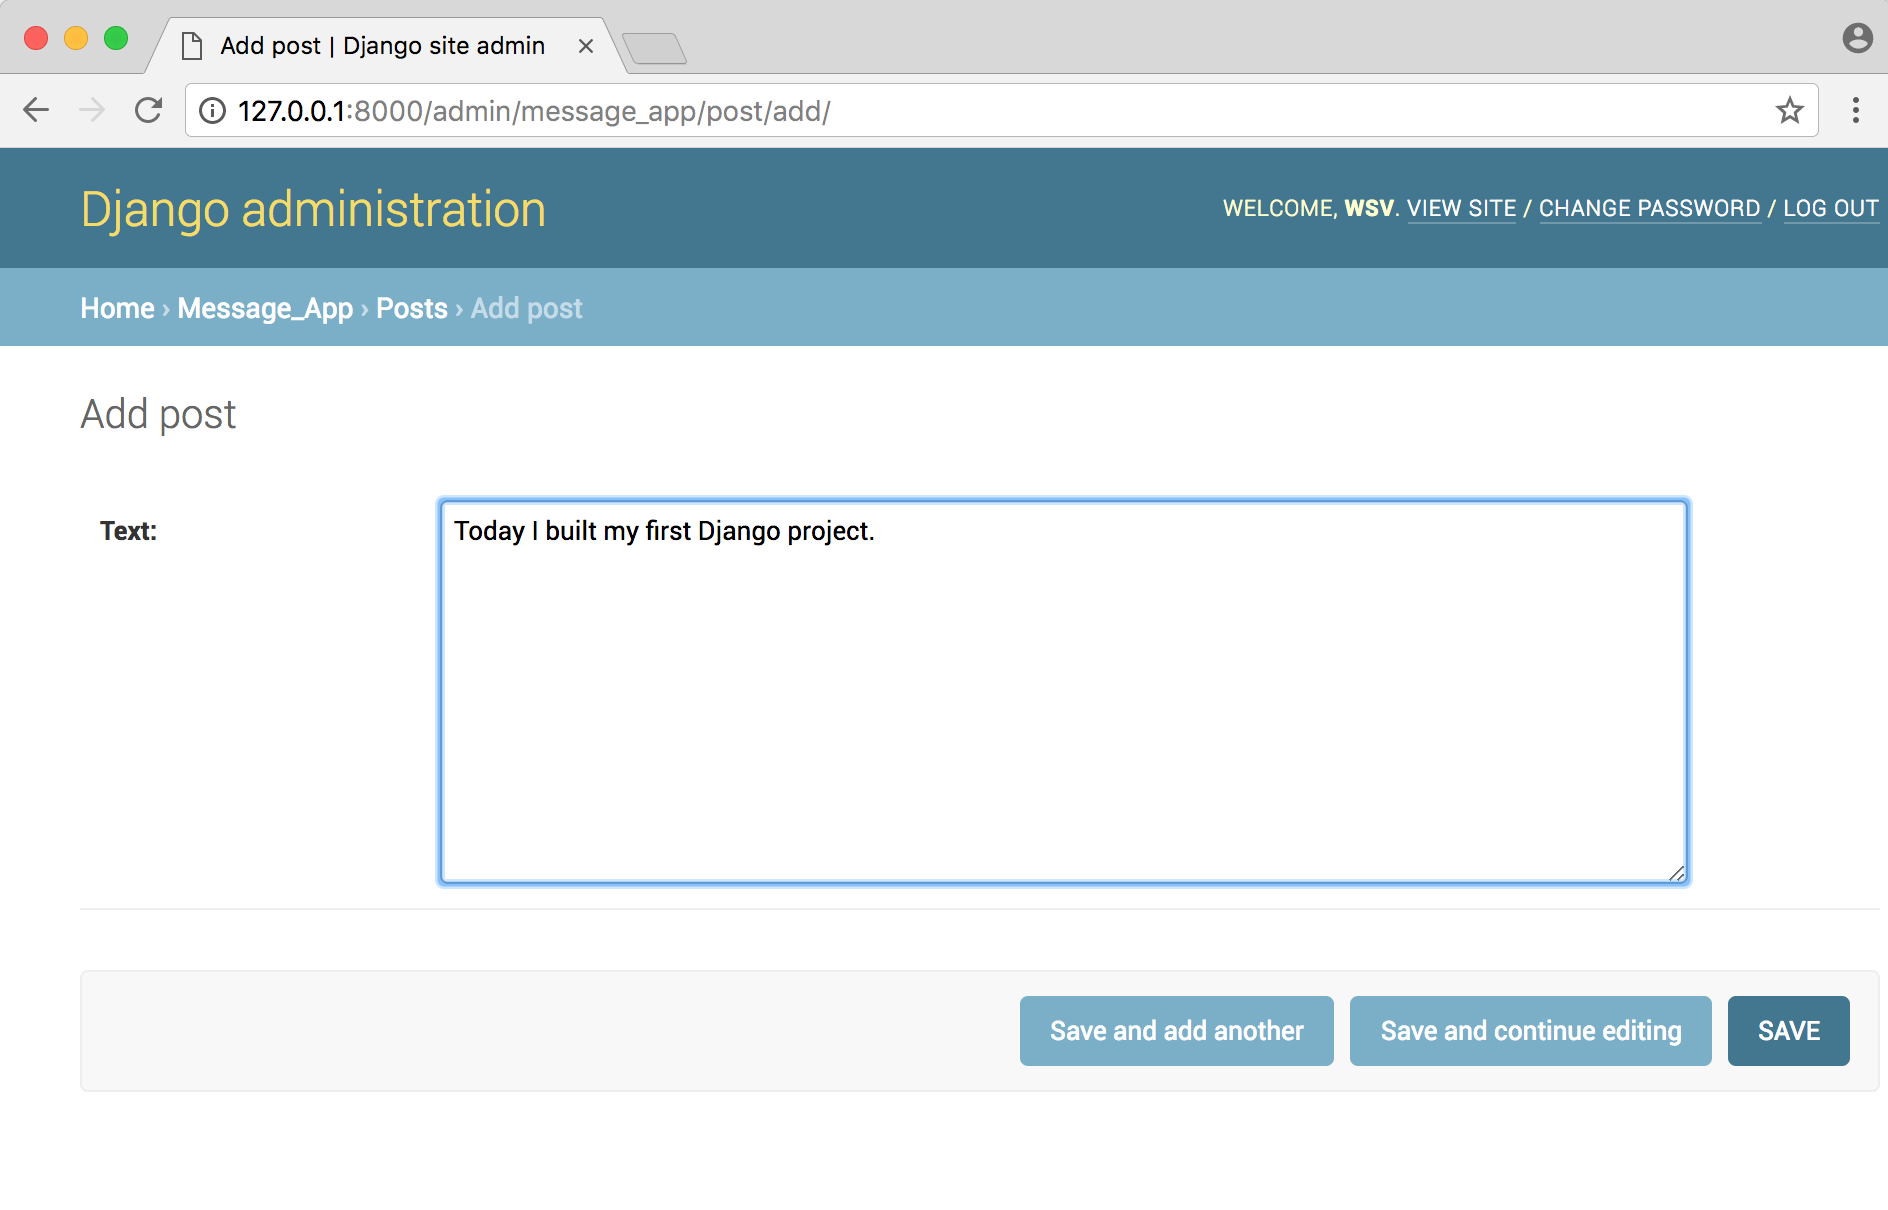 Add post | Django site admin
127.0.0.1:8000/admin/message_app/post/add/
Django administration
WELCOME, WSV. VIEW SITE / CHANGE PASSWORD / LOG OUT
Home › Message_App › Posts › Add post
Add post
Text:
Today I built my first Django project.
Save and add another
Save and continue editing
SAVE